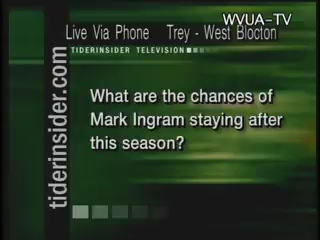 WVUA-TV
Live Via Phone Trey - West Blocton
TIDERINSIDER TELEVISION
tiderinsider.com
What are the chances of
Mark Ingram staying after
this season?